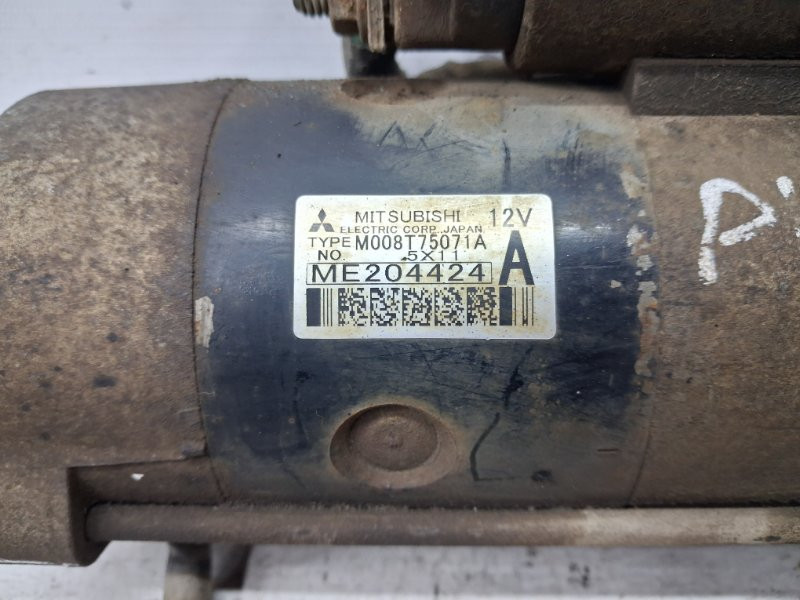 MITSUBISHI 12V
ELECTRIC CORP. JAPAN
TYPE M008T75071A
NO. 5X11
ME204424 A